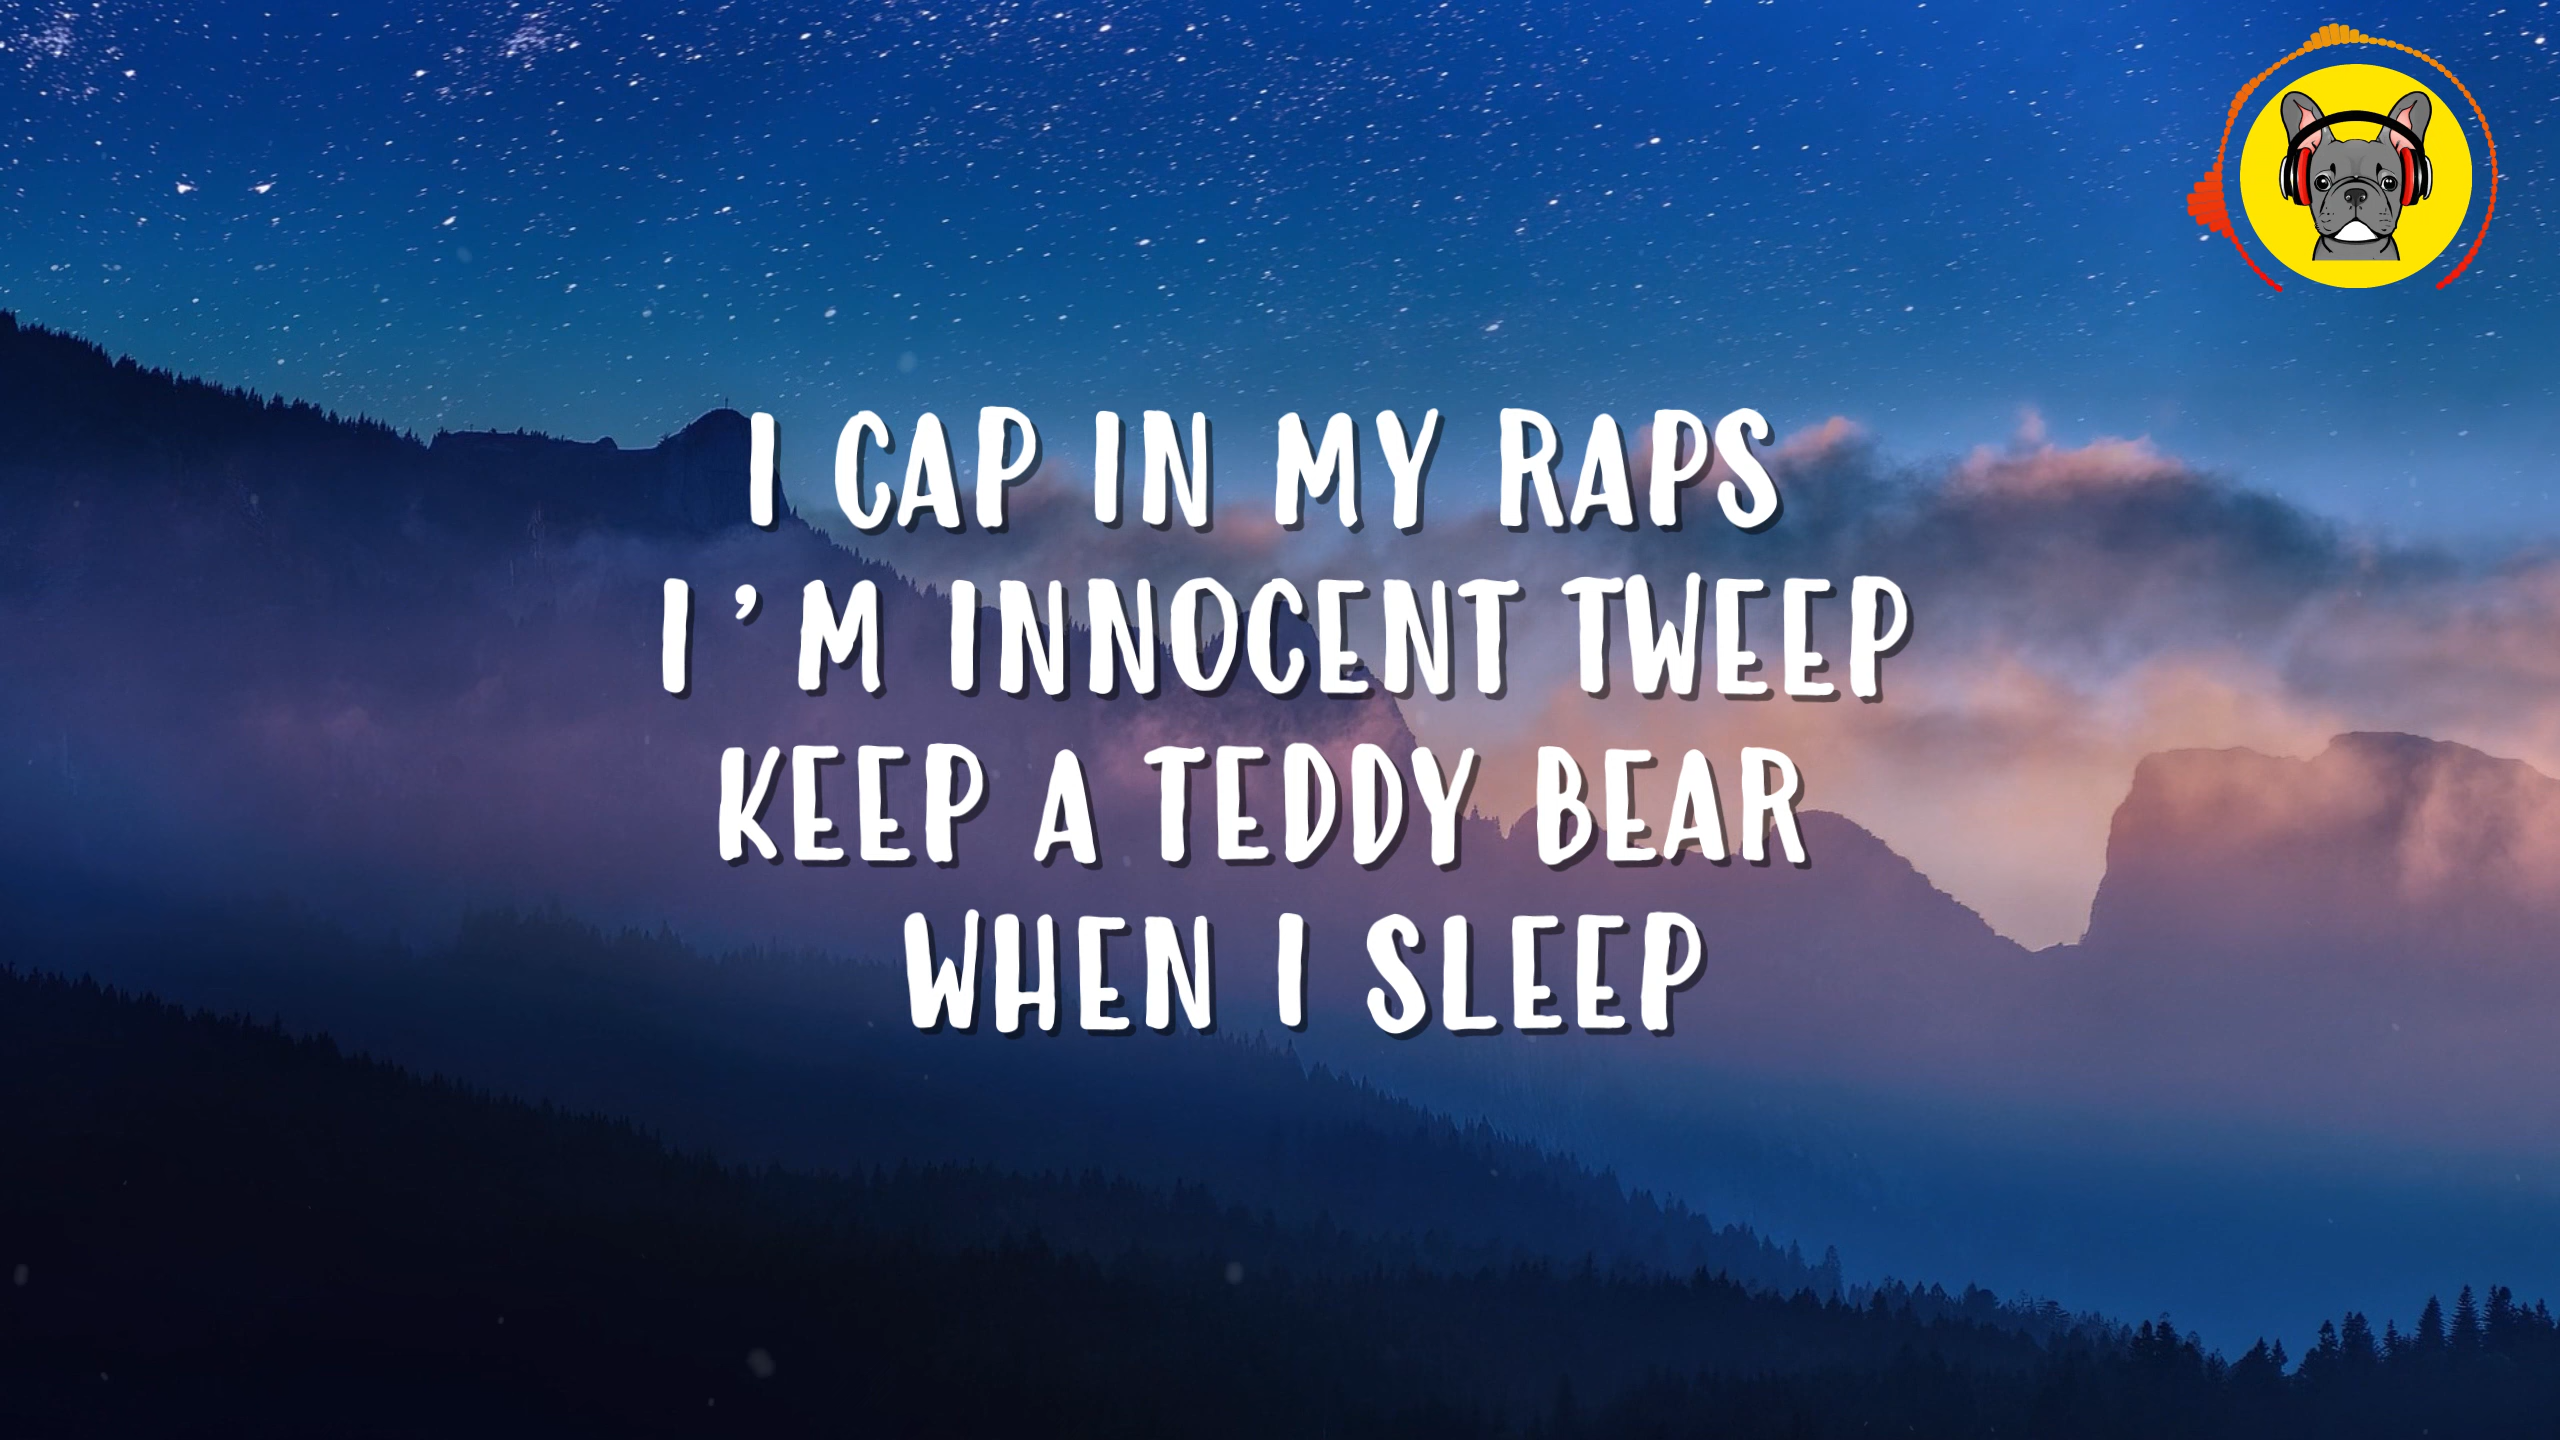 I CAP IN MY RAPS
I'M INNOCENT TWEEP
KEEP A TEDDY BEAR
WHEN I SLEEP